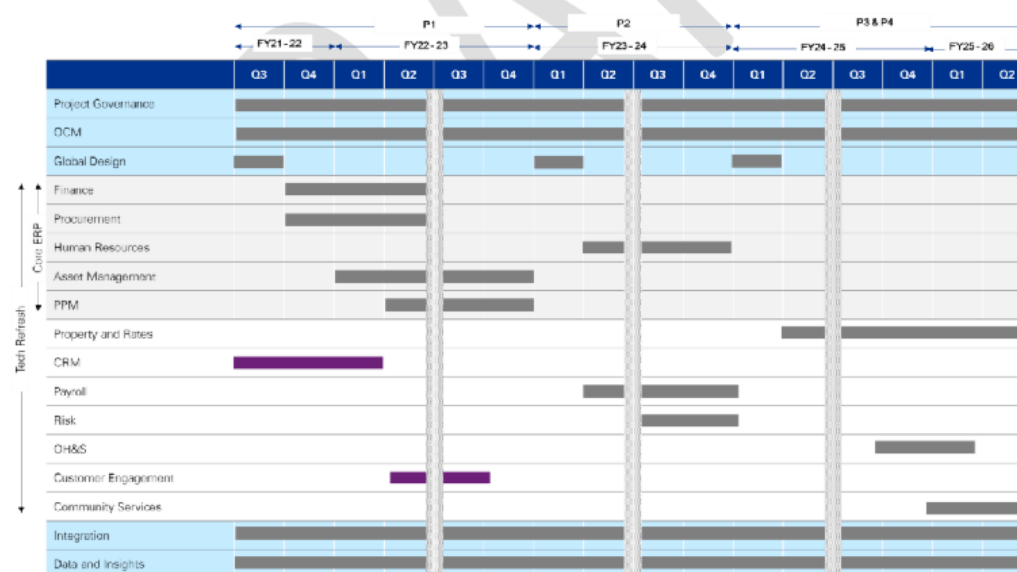 P1 P2 P3 & P4
FY21-22 FY22-23 FY23-24 FY24-25 FY25-26
Q3 Q4 Q1 Q2 Q3 Q4 Q1 Q2 Q3 Q4 Q1 Q2 Q3 Q4 Q1 Q2
Project Governance
OCM
Global Design
Finance
Procurement
Human Resources
Asset Management
PPM
Property and Rates
CRM
Payroll
Risk
OH&S
Customer Engagement
Community Services
Integration
Data and Insights
Core ERP
Tech Refresh